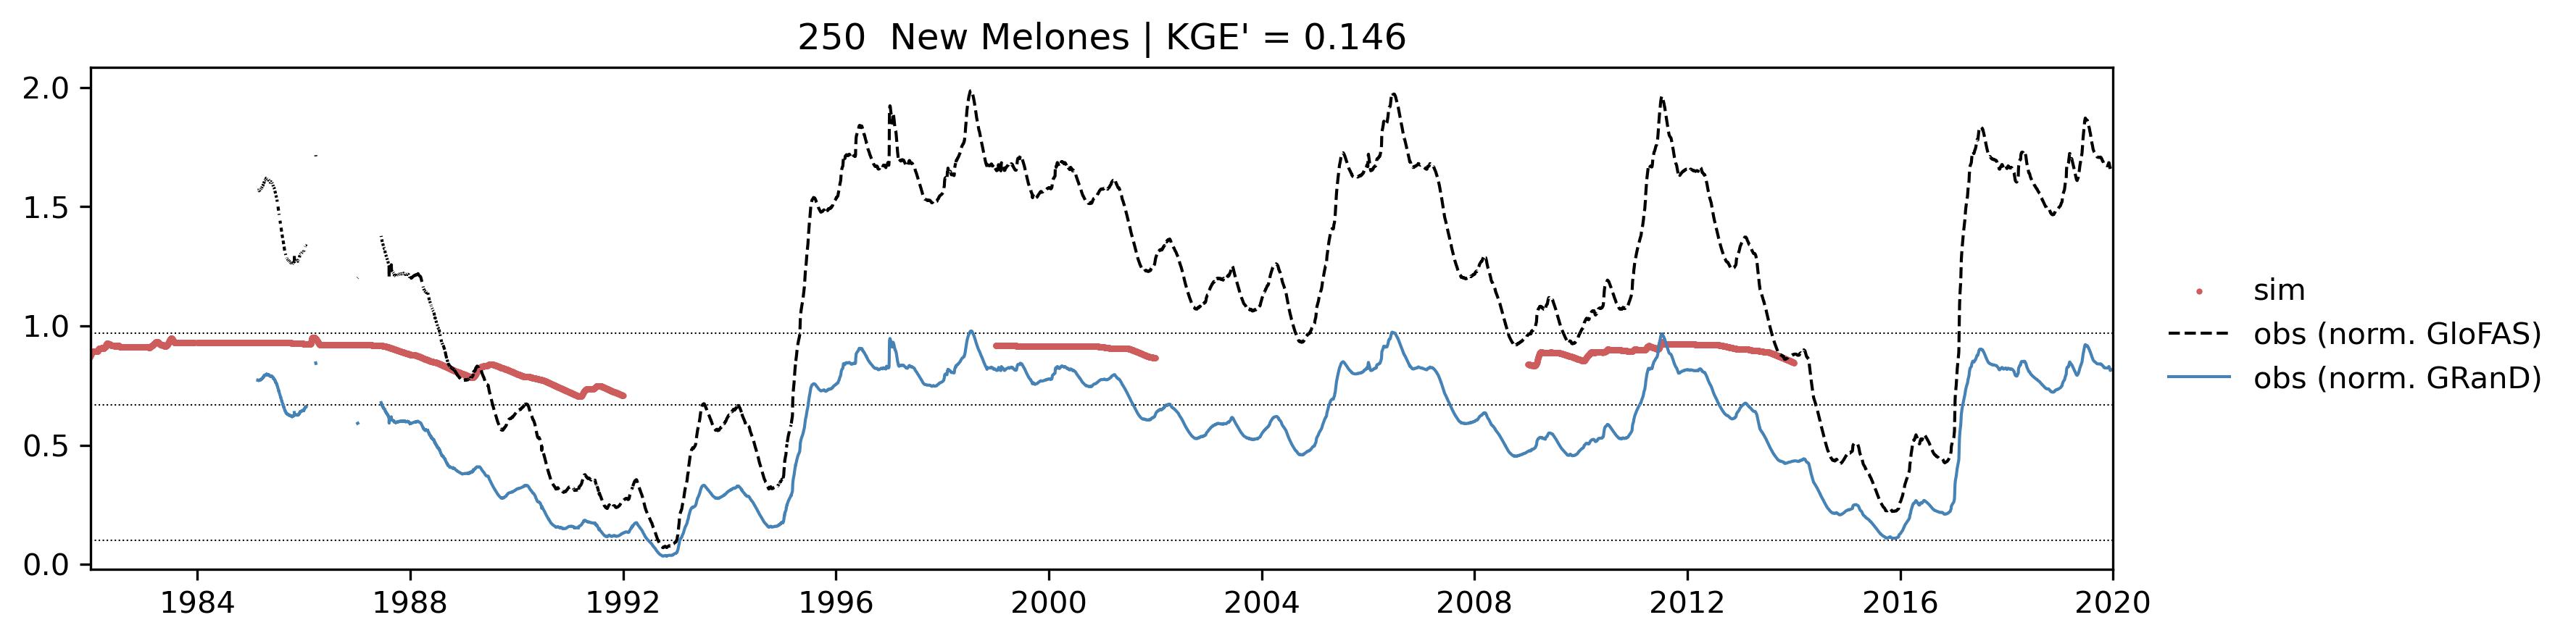 250  New Melones | KGE' = 0.146
2.0
1.5
1.0
0.5
0.0
1984 1988 1992 1996 2000 2004 2008 2012 2016 2020
sim
obs (norm. GloFAS)
obs (norm. GRanD)